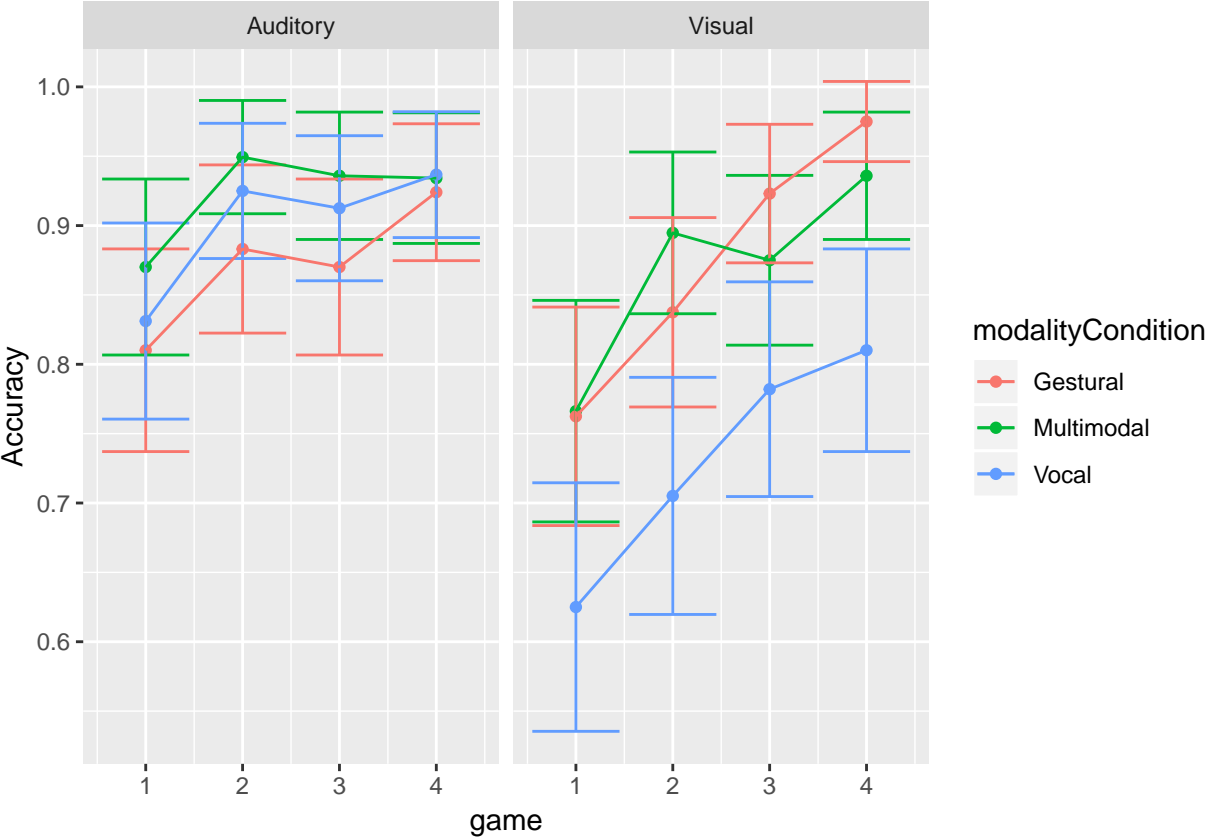 Auditory Visual
1.0
0.9
0.8
0.7
0.6
Accuracy
1 2 3 4 1 2 3 4
game
modalityCondition
Gestural
Multimodal
Vocal